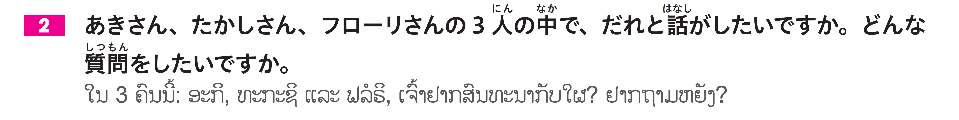 2 あきさん、たかしさん、フローリさんの3人の中で、だれと話がしたいですか。どんな
質問をしたいですか。
ໃນ 3 ຄົນນີ້: ອະກິ, ທະກະຊິ ແລະ ຟລໍຣິ, ເຈົ້າຢາກສົນທະນາກັບໃຜ? ຢາກຖາມຫຍັງ?